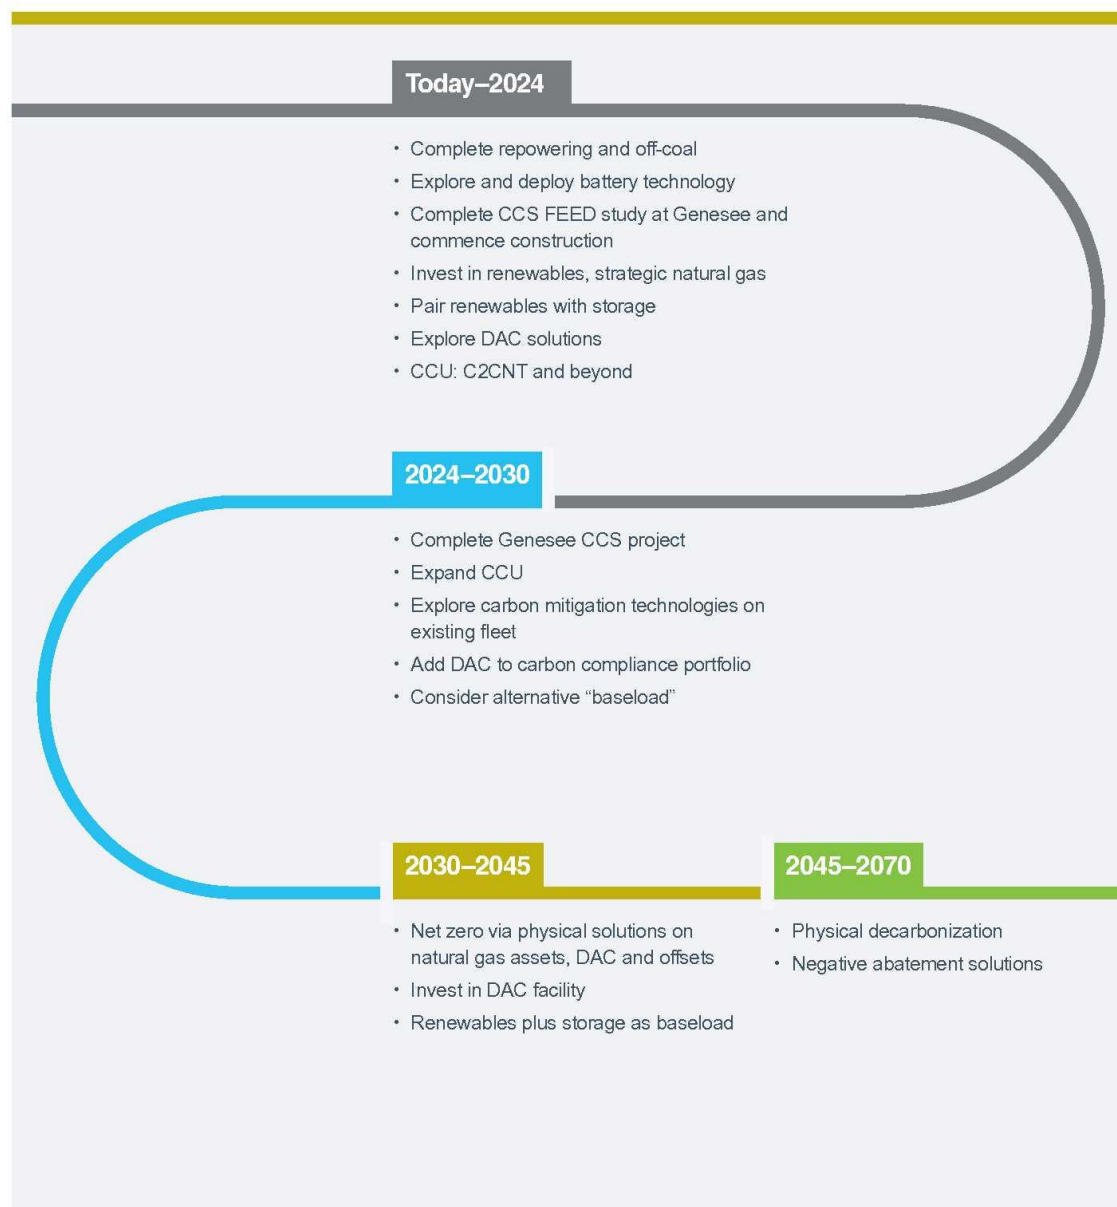 Today–2024
• Complete repowering and off-coal
• Explore and deploy battery technology
• Complete CCS FEED study at Genesee and
commence construction
• Invest in renewables, strategic natural gas
• Pair renewables with storage
• Explore DAC solutions
• CCU: C2CNT and beyond
2024–2030
• Complete Genesee CCS project
• Expand CCU
• Explore carbon mitigation technologies on
existing fleet
• Add DAC to carbon compliance portfolio
• Consider alternative “baseload”
2030–2045
• Net zero via physical solutions on
natural gas assets, DAC and offsets
• Invest in DAC facility
• Renewables plus storage as baseload
2045–2070
• Physical decarbonization
• Negative abatement solutions